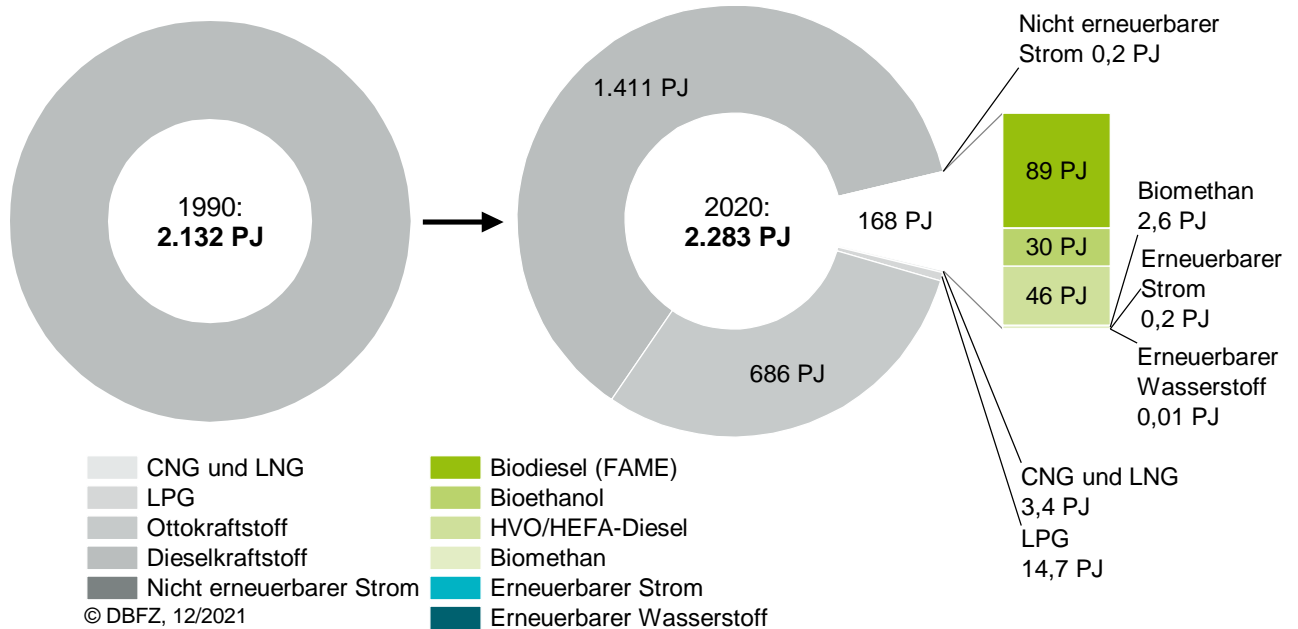 Nicht erneuerbarer
Strom 0,2 PJ
1.411 PJ
89 PJ
Biomethan
2,6 PJ
1990:
2.132 PJ
2020:
2.283 PJ
168 PJ
30 PJ
Erneuerbarer
Strom
0,2 PJ
46 PJ
Erneuerbarer
Wasserstoff
0,01 PJ
686 PJ
CNG und LNG
3,4 PJ
LPG
14,7 PJ
CNG und LNG
LPG
Ottokraftstoff
Dieselkraftstoff
Nicht erneuerbarer Strom
Biodiesel (FAME)
Bioethanol
HVO/HEFA-Diesel
Biomethan
Erneuerbarer Strom
Erneuerbarer Wasserstoff
© DBFZ, 12/2021